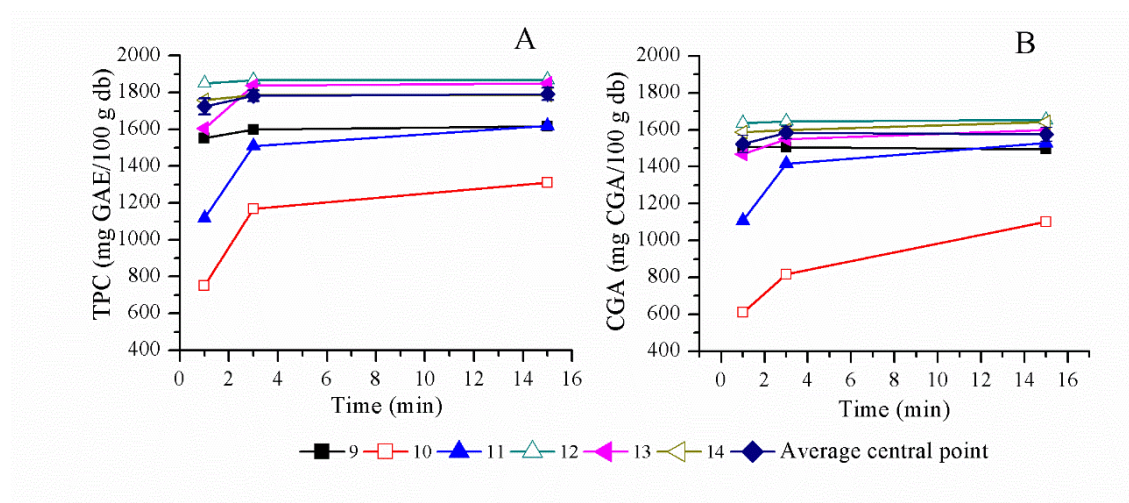 A
TPC (mg GAE/100 g db)
2000
1800
1600
1400
1200
1000
800
600
400
0 2 4 6 8 10 12 14 16
Time (min)
B
CGA (mg CGA/100 g db)
2000
1800
1600
1400
1200
1000
800
600
400
0 2 4 6 8 10 12 14 16
Time (min)
9 10 11 12 13 14 Average central point